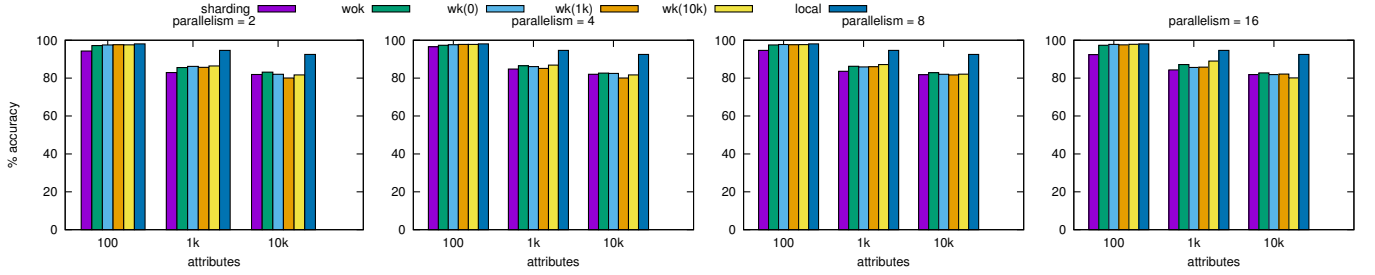 sharding wok wk(0) wk(1k) wk(10k) local
parallelism = 2 parallelism = 4 parallelism = 8 parallelism = 16
100 100 100 100
80 80 80 80
60 60 60 60
% accuracy
40 40 40 40
20 20 20 20
0 0 0 0
100 1k 10k 100 1k 10k 100 1k 10k 100 1k 10k
attributes attributes attributes attributes